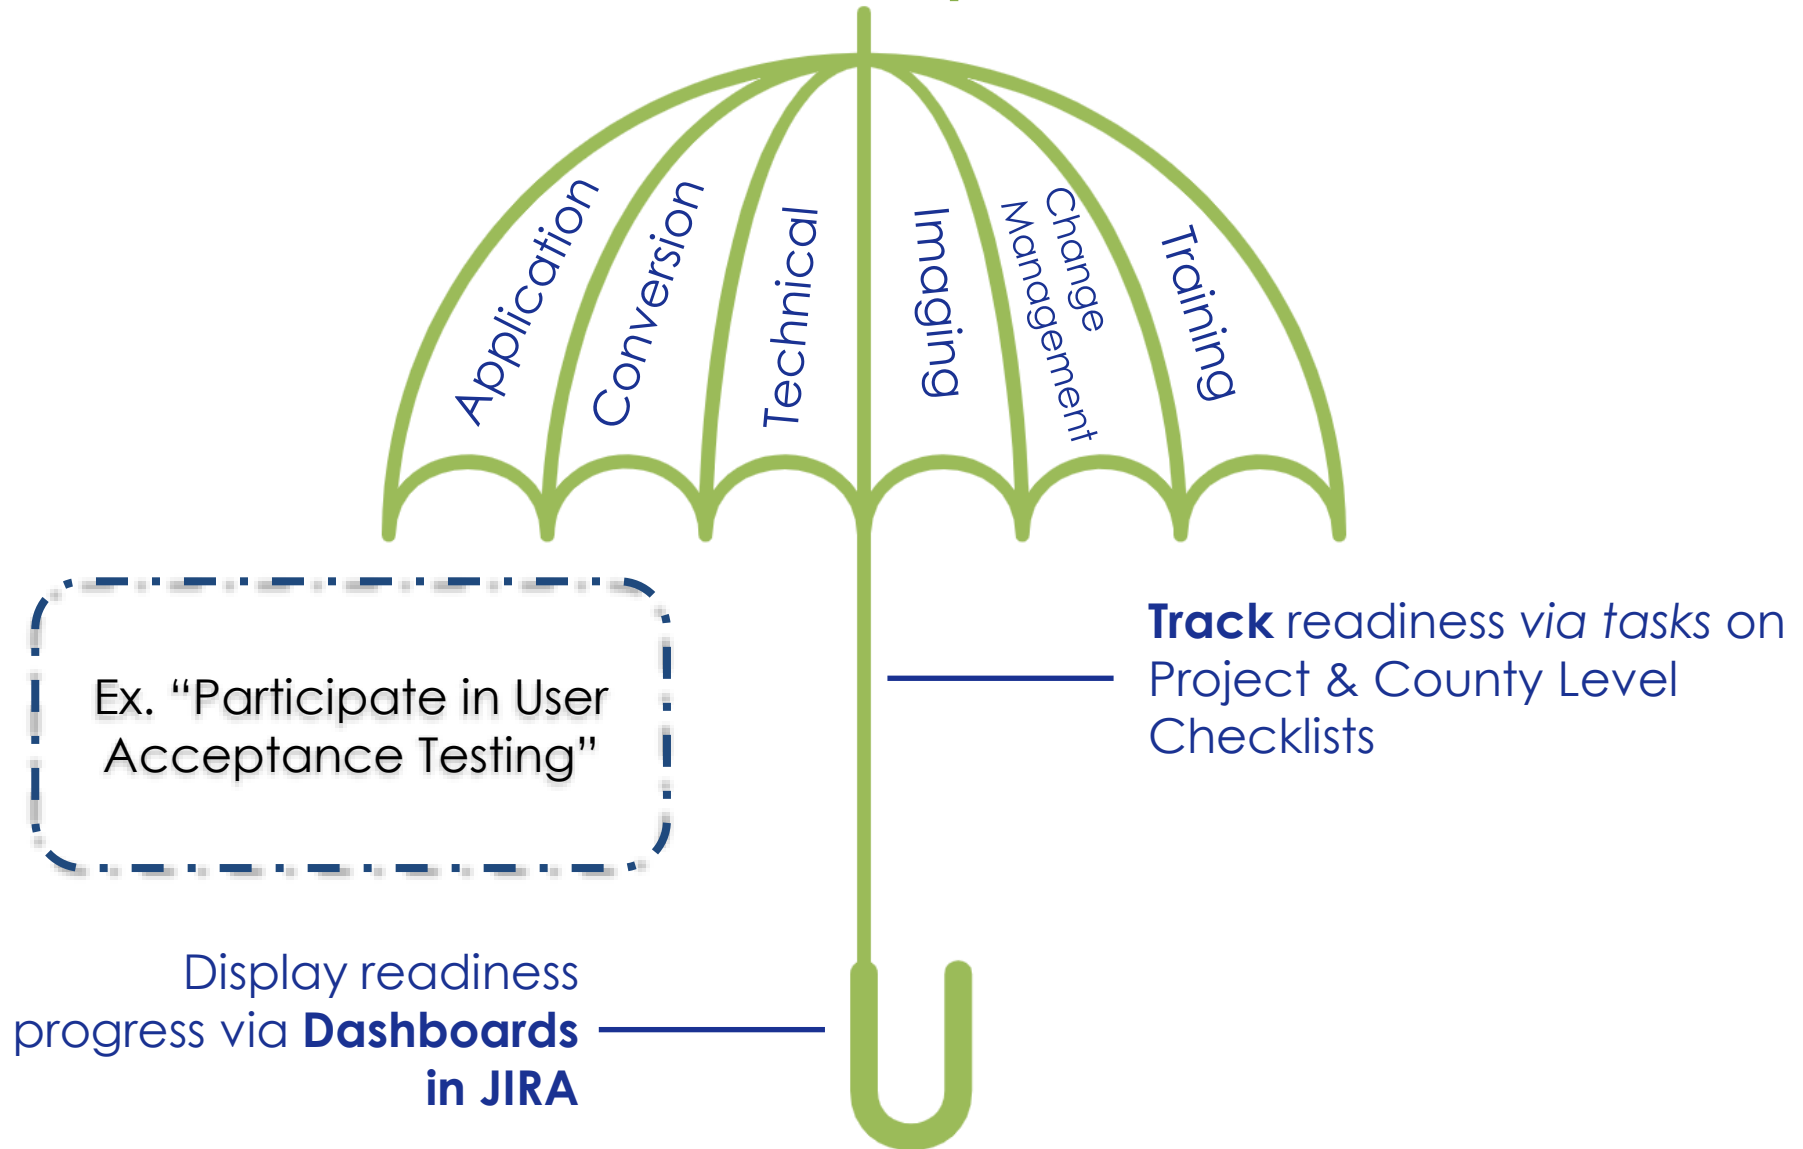 Application
Conversion
Technical
Imaging
Change
Management
Training
Ex. “Participate in User
Acceptance Testing”
Track readiness via tasks on
Project & County Level
Checklists
Display readiness
progress via Dashboards
in JIRA